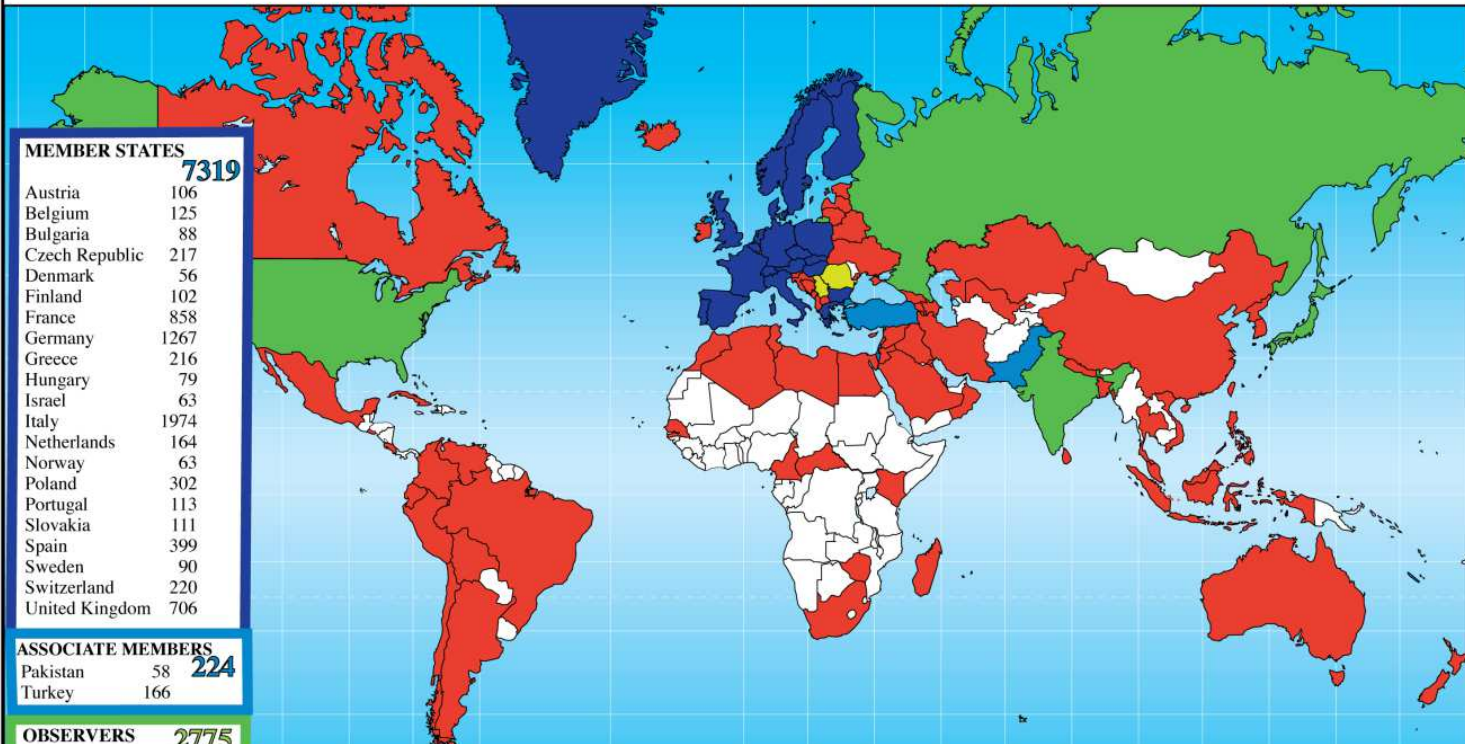 MEMBER STATES
7319
Austria 106
Belgium 125
Bulgaria 88
Czech Republic 217
Denmark 56
Finland 102
France 858
Germany 1267
Greece 216
Hungary 79
Israel 63
Italy 1974
Netherlands 164
Norway 63
Poland 302
Portugal 113
Slovakia 111
Spain 399
Sweden 90
Switzerland 220
United Kingdom 706
ASSOCIATE MEMBERS
224
Pakistan 58
Turkey 166
OBSERVERS 2775